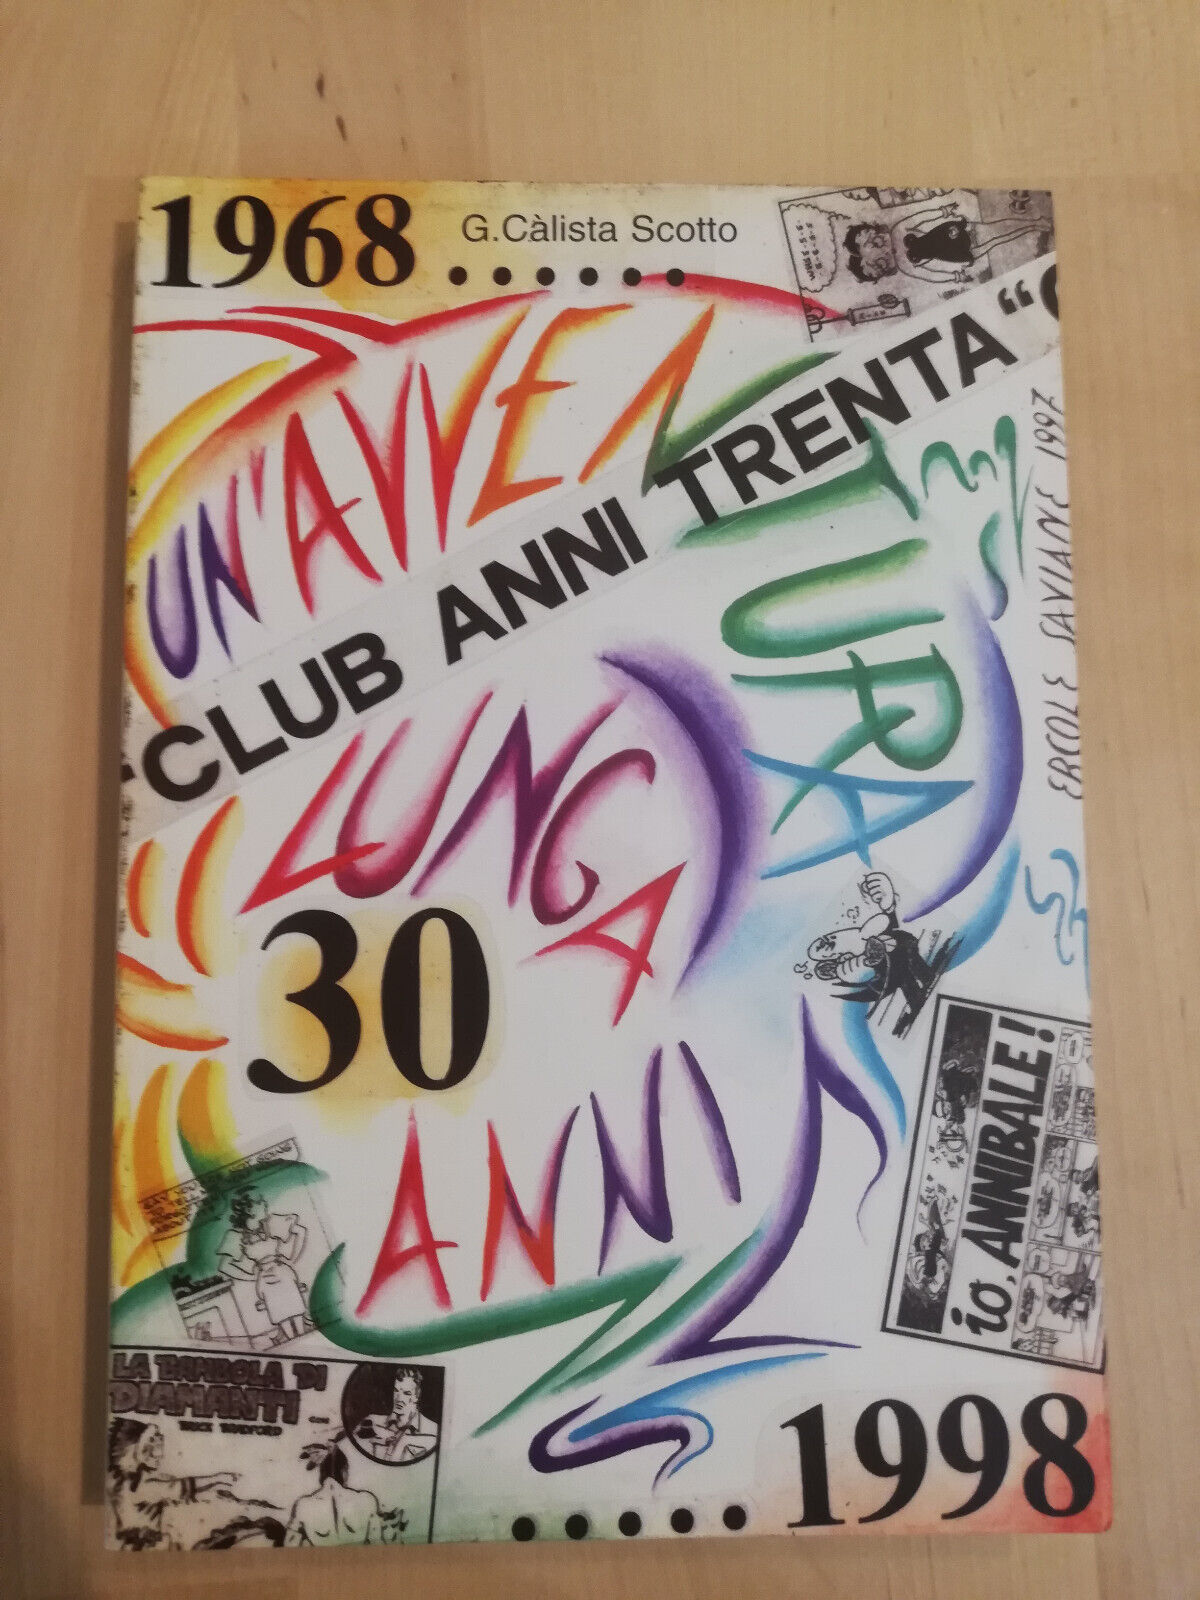 1968......
G.Càlista Scotto
UN'AVVENTURA
CLUB ANNI TRENTA "
LUNGA
30
ANNI
ERCOLE SAVIANE 1997
io, ANNIBALE!
LA BAMBOLA DI
DIAMANTI
.....1998